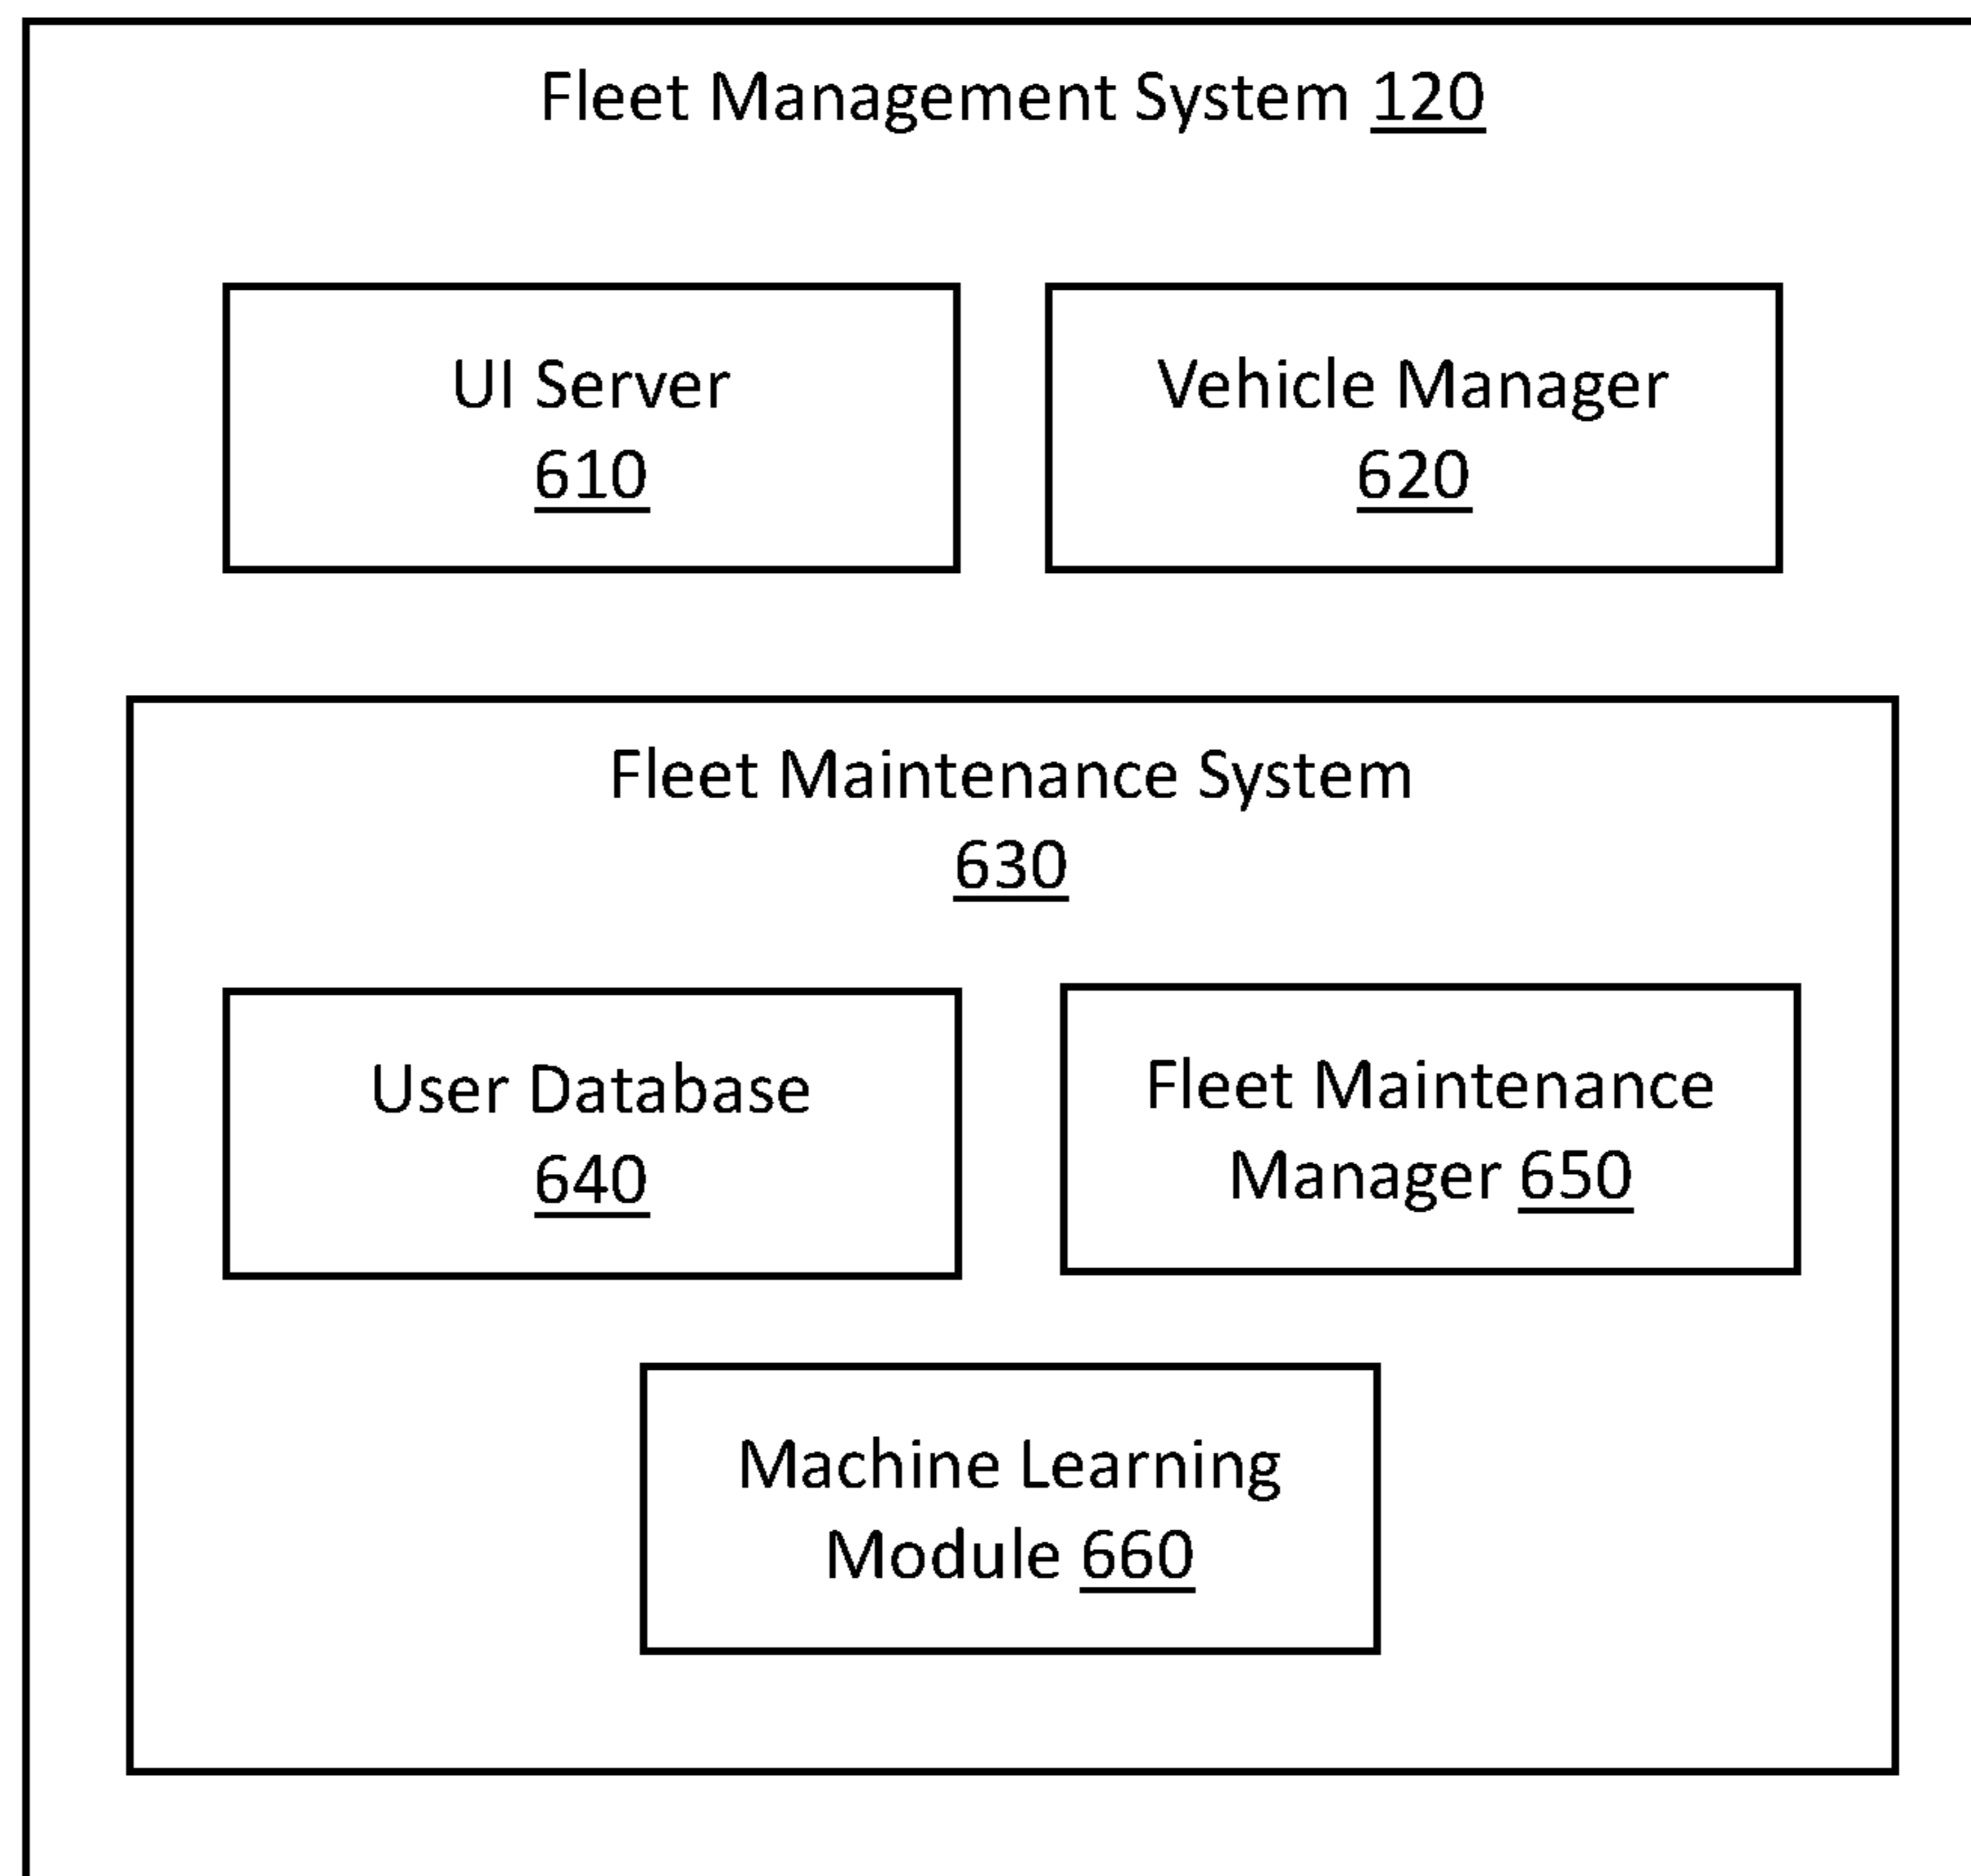 Fleet Management System 120
UI Server
610
Vehicle Manager
620
Fleet Maintenance System
630
User Database
640
Fleet Maintenance
Manager 650
Machine Learning
Module 660